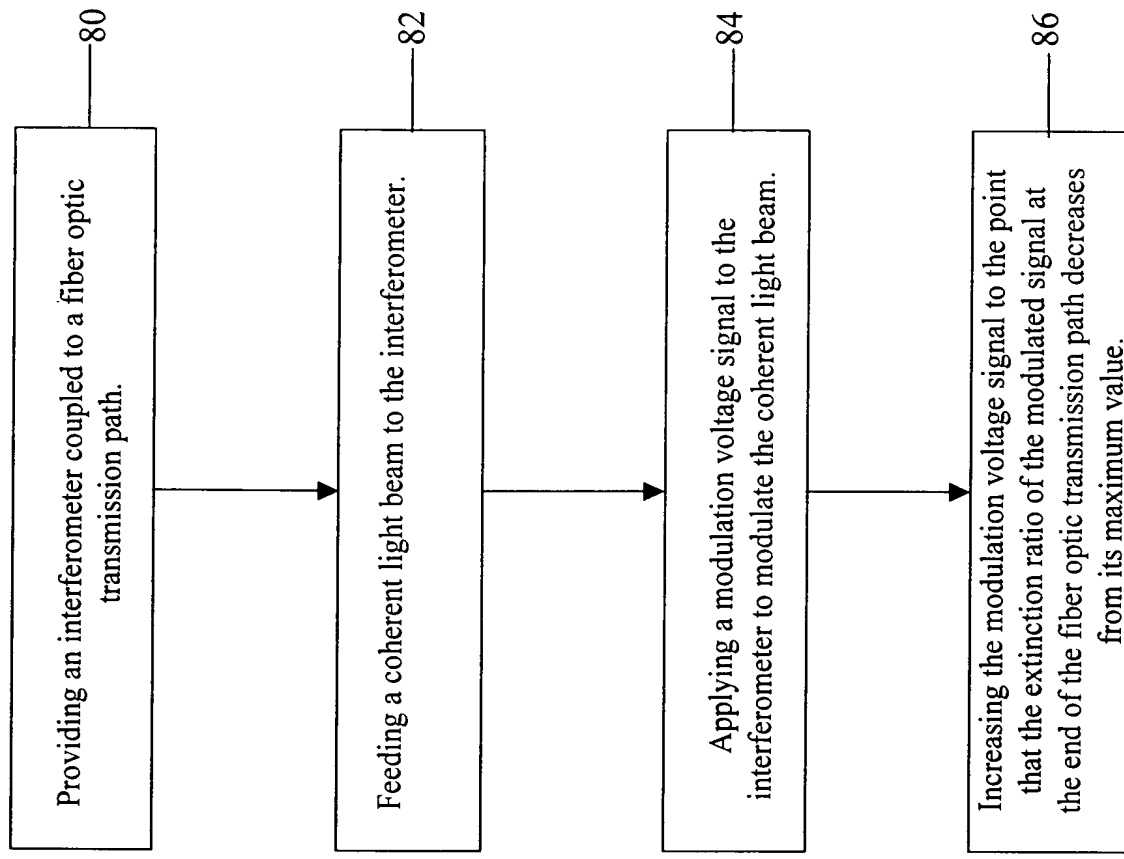 Providing an interferometer coupled to a fiber optic
transmission path.
80
Feeding a coherent light beam to the interferometer.
82
Applying a modulation voltage signal to the
interferometer to modulate the coherent light beam.
84
Increasing the modulation voltage signal to the point
that the extinction ratio of the modulated signal at
the end of the fiber optic transmission path decreases
from its maximum value.
86